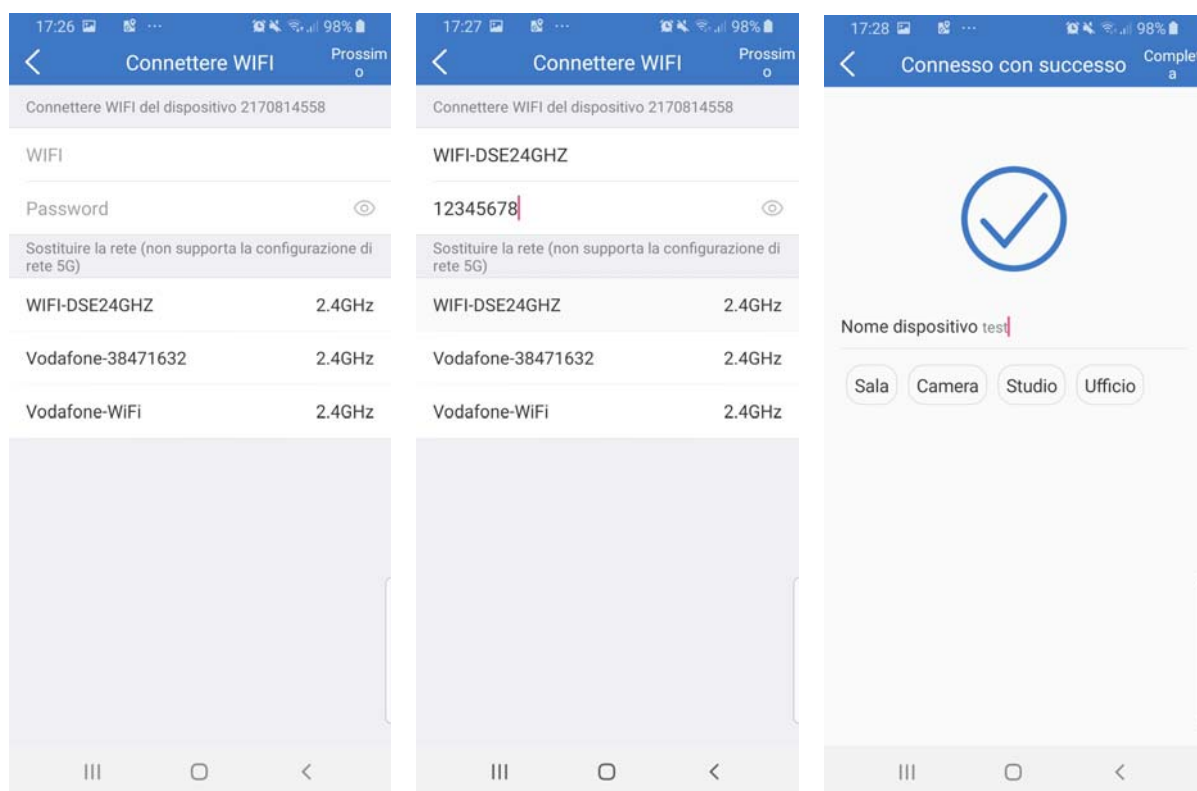 17:26 98%
Connettere WIFI
Prossim
o
Connettere WIFI del dispositivo 2170814558
WIFI
Password
Sostituire la rete (non supporta la configurazione di
rete 5G)
WIFI-DSE24GHZ 2.4GHz
Vodafone-38471632 2.4GHz
Vodafone-WiFi 2.4GHz
17:27 98%
Connettere WIFI
Prossim
o
Connettere WIFI del dispositivo 2170814558
WIFI-DSE24GHZ
12345678
Sostituire la rete (non supporta la configurazione di
rete 5G)
WIFI-DSE24GHZ 2.4GHz
Vodafone-38471632 2.4GHz
Vodafone-WiFi 2.4GHz
17:28 98%
Connesso con successo
Complet
a
Nome dispositivo test
Sala Camera Studio Ufficio